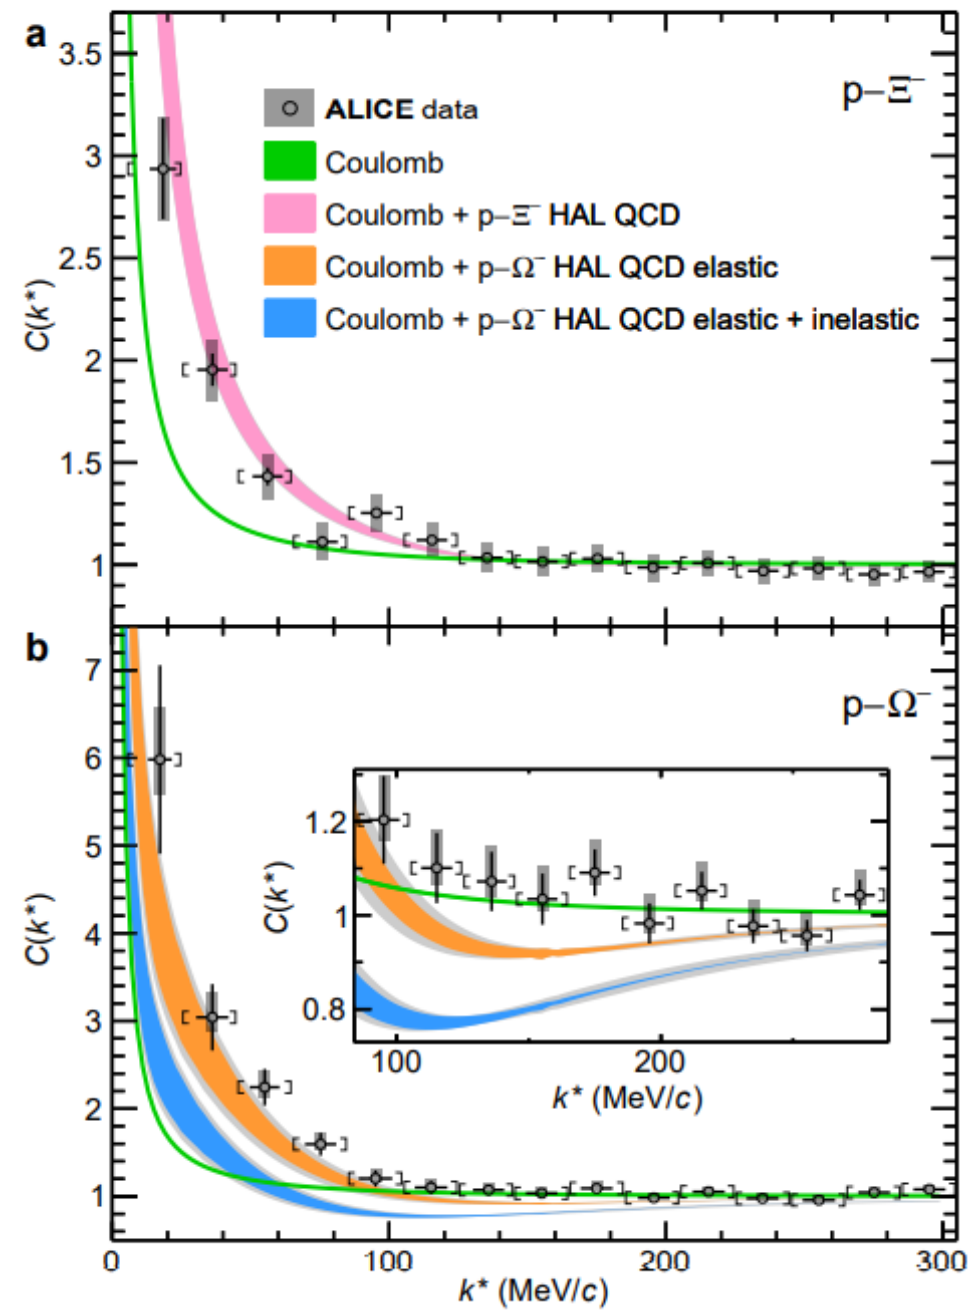 a
p–Ξ⁻
ALICE data
Coulomb
Coulomb + p–Ξ⁻ HAL QCD
Coulomb + p–Ω⁻ HAL QCD elastic
Coulomb + p–Ω⁻ HAL QCD elastic + inelastic
C(k*)
3.5
3
2.5
2
1.5
1
b
p–Ω⁻
C(k*)
7
6
5
4
3
2
1
C(k*)
1.2
1
0.8
100 200
k* (MeV/c)
0 100 200 300
k* (MeV/c)